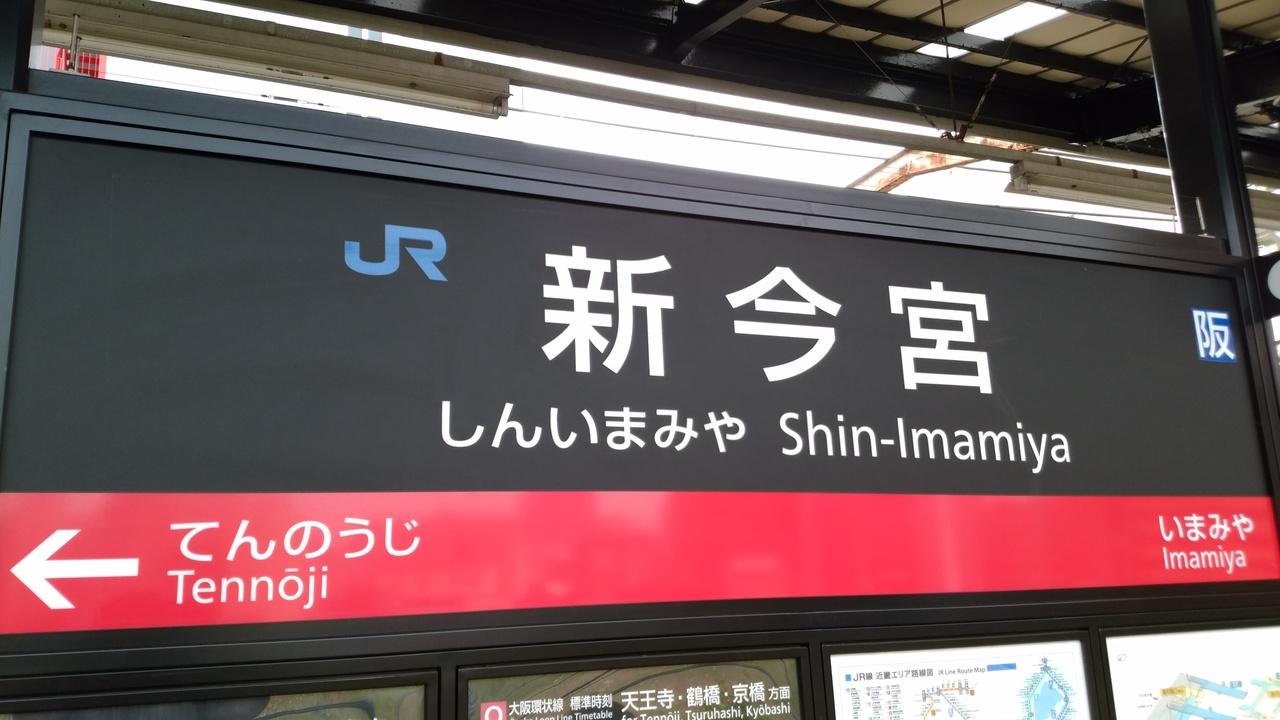 JR
新今宮
阪
しんいまみや Shin-Imamiya
てんのうじ
Tennōji
いまみや
Imamiya
大阪環状線 標準時刻
Loop Line Timetable
天王寺・鶴橋・京橋 方面
for Tennōji, Tsuruhashi, Kyōbashi
JR線 近畿エリア路線図 JR Line Route Map